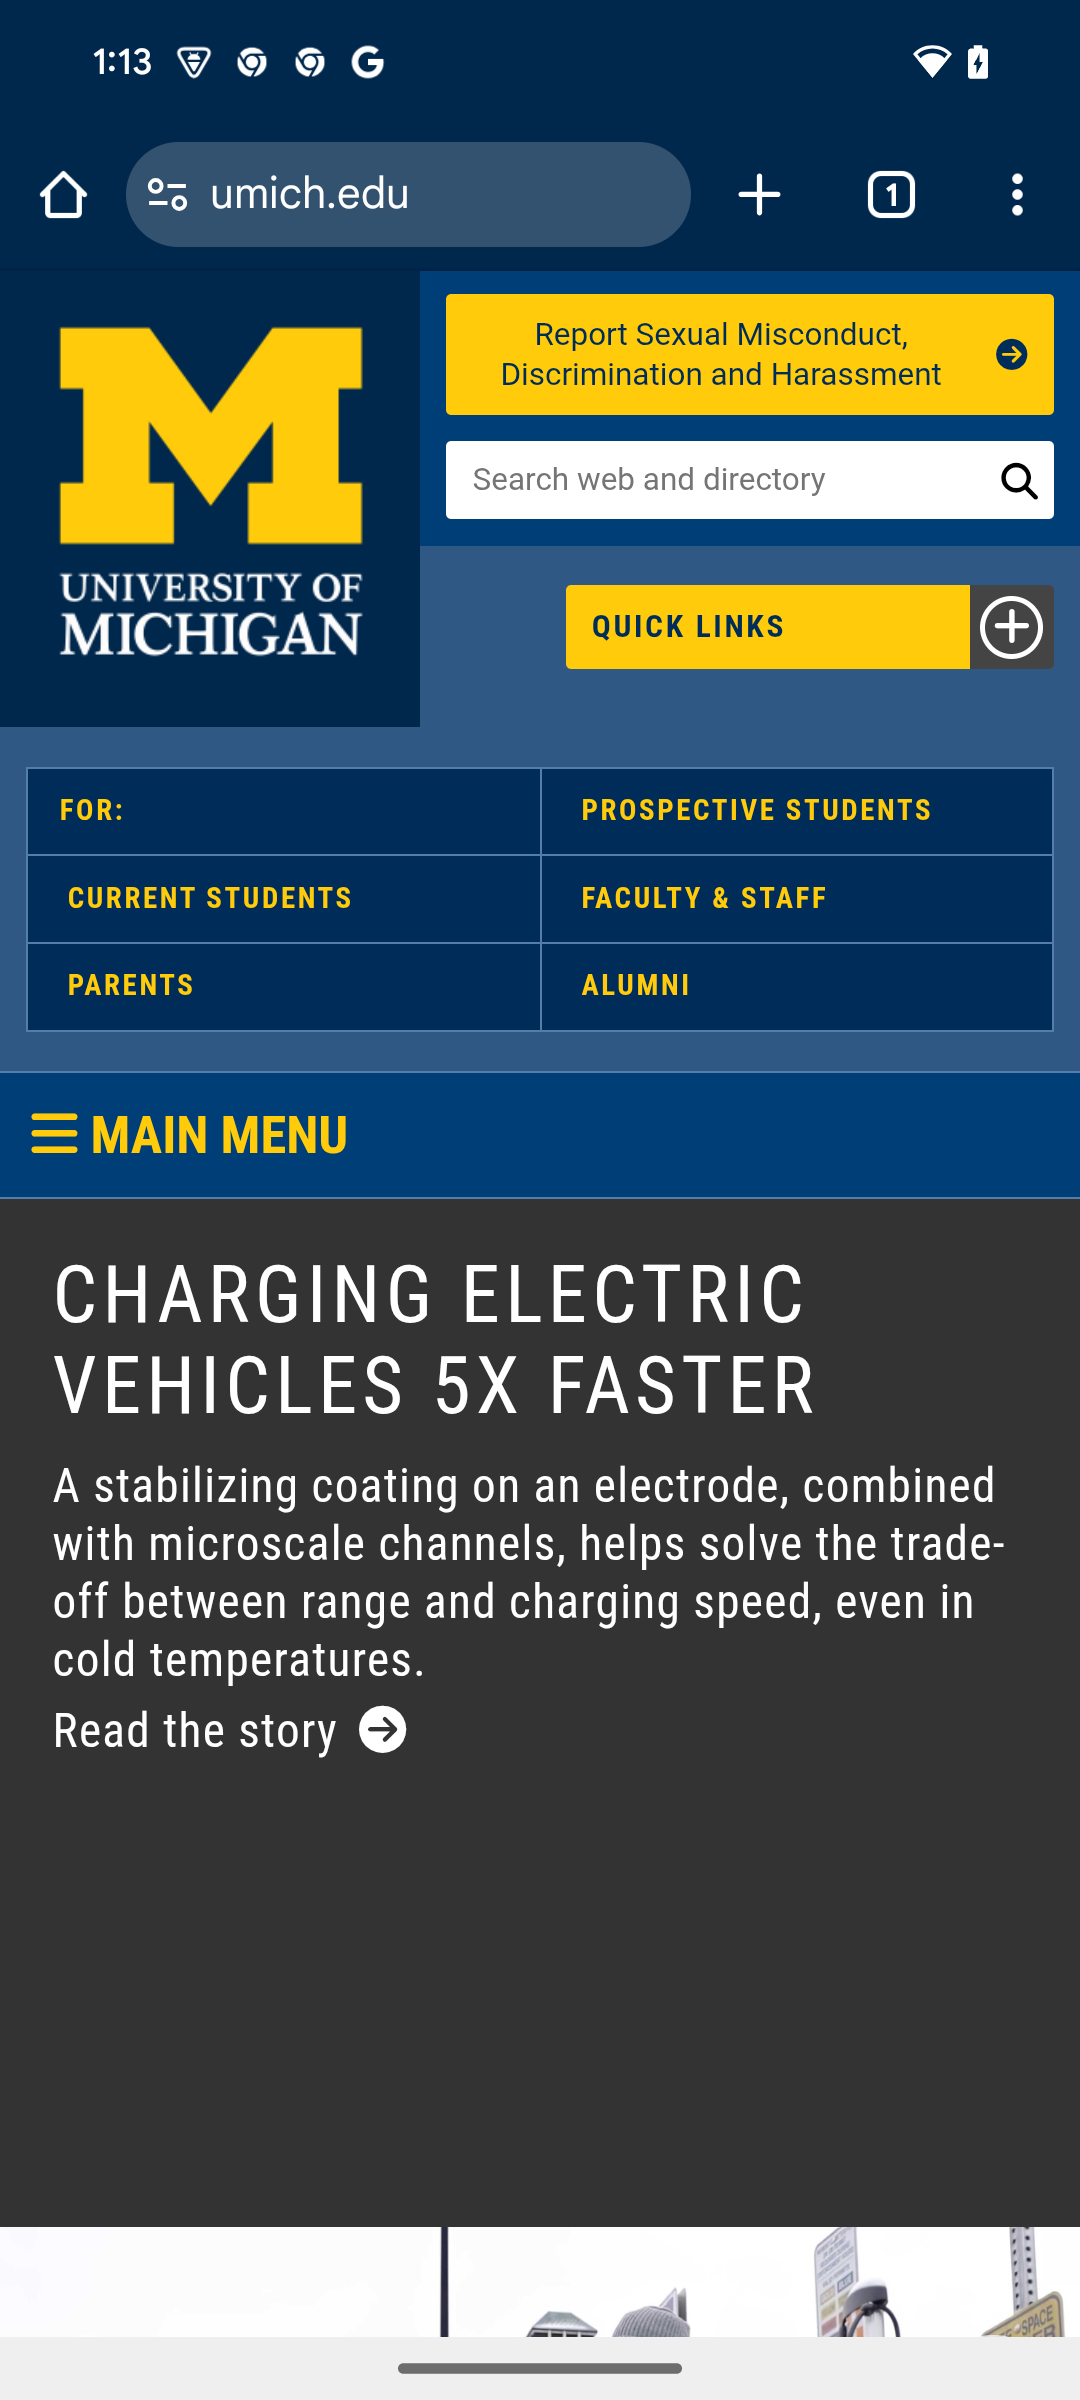 1:13
umich.edu
1
Report Sexual Misconduct,
Discrimination and Harassment
Search web and directory
UNIVERSITY OF
MICHIGAN
QUICK LINKS
FOR:
PROSPECTIVE STUDENTS
CURRENT STUDENTS
FACULTY & STAFF
PARENTS
ALUMNI
MAIN MENU
CHARGING ELECTRIC
VEHICLES 5X FASTER
A stabilizing coating on an electrode, combined
with microscale channels, helps solve the trade-
off between range and charging speed, even in
cold temperatures.
Read the story
SPACE